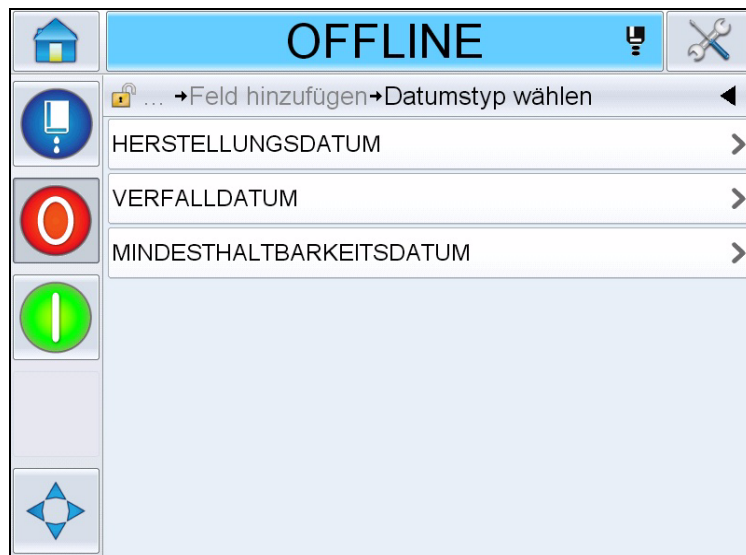 OFFLINE
... →Feld hinzufügen→Datumstyp wählen
HERSTELLUNGSDATUM
VERFALLDATUM
MINDESTHALTBARKEITSDATUM